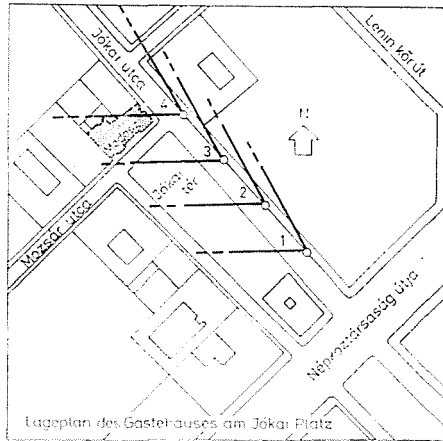 Jókai utca
Lenin körút
4
N
3
Jókai tér
2
1
Mozsár utca
Néproztársaság útja
Lageplan des Gästehauses am Jókai Platz